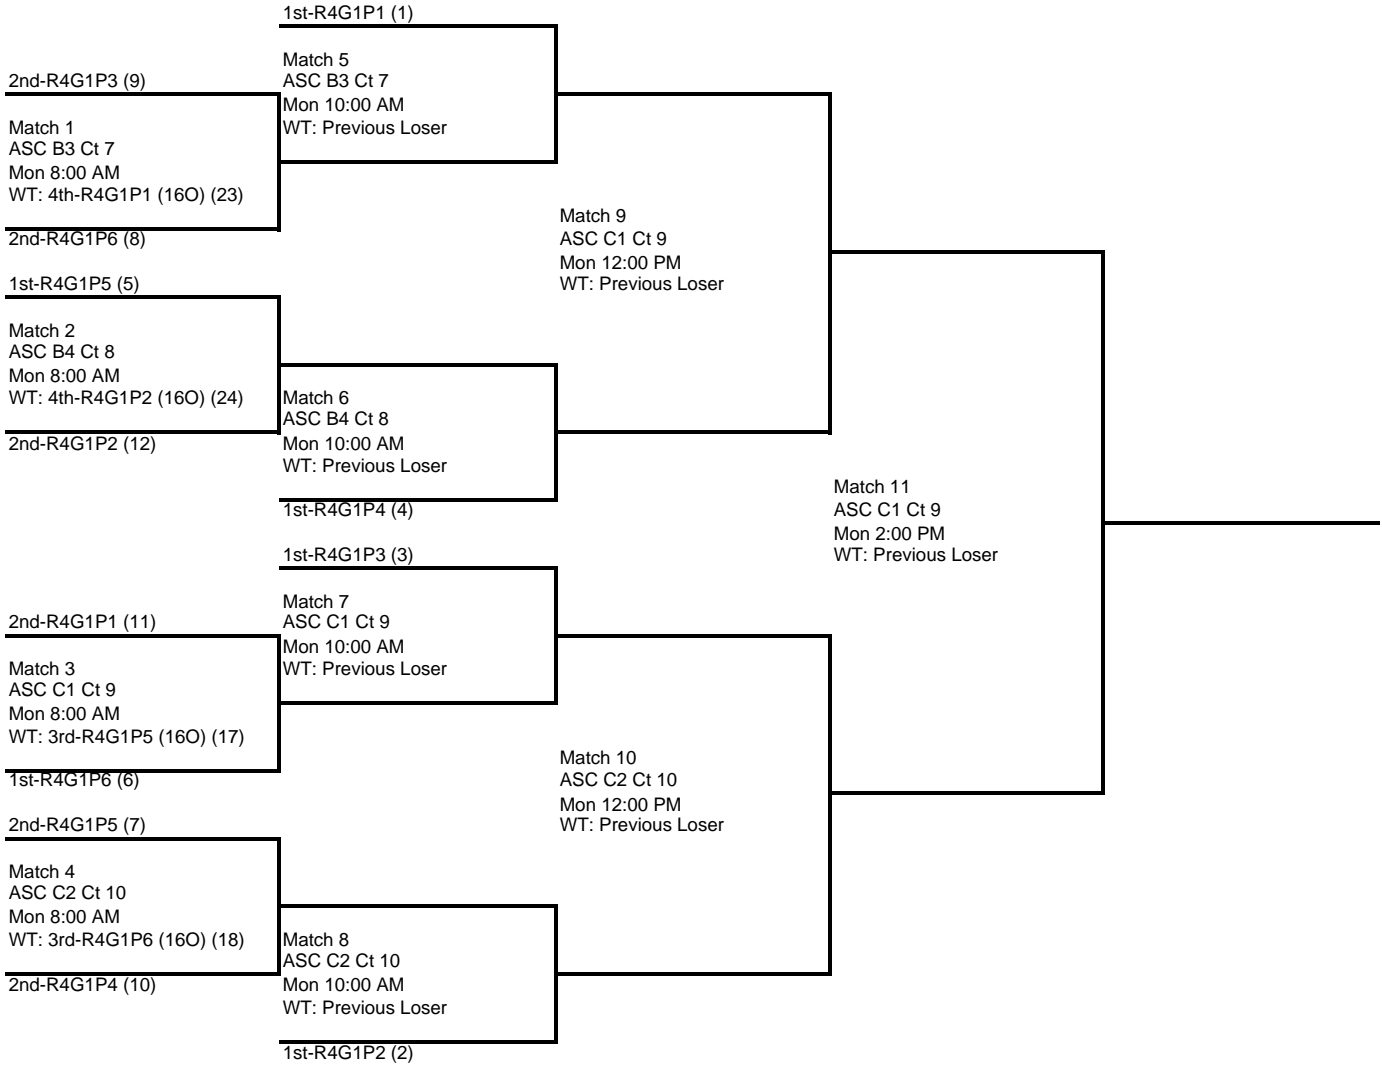 1st-R4G1P1 (1)
Match 5
ASC B3 Ct 7
Mon 10:00 AM
WT: Previous Loser
2nd-R4G1P3 (9)
Match 1
ASC B3 Ct 7
Mon 8:00 AM
WT: 4th-R4G1P1 (16O) (23)
2nd-R4G1P6 (8)
1st-R4G1P5 (5)
Match 2
ASC B4 Ct 8
Mon 8:00 AM
WT: 4th-R4G1P2 (16O) (24)
2nd-R4G1P2 (12)
Match 6
ASC B4 Ct 8
Mon 10:00 AM
WT: Previous Loser
1st-R4G1P4 (4)
Match 9
ASC C1 Ct 9
Mon 12:00 PM
WT: Previous Loser
Match 11
ASC C1 Ct 9
Mon 2:00 PM
WT: Previous Loser
1st-R4G1P3 (3)
Match 7
ASC C1 Ct 9
Mon 10:00 AM
WT: Previous Loser
2nd-R4G1P1 (11)
Match 3
ASC C1 Ct 9
Mon 8:00 AM
WT: 3rd-R4G1P5 (16O) (17)
1st-R4G1P6 (6)
Match 10
ASC C2 Ct 10
Mon 12:00 PM
WT: Previous Loser
2nd-R4G1P5 (7)
Match 4
ASC C2 Ct 10
Mon 8:00 AM
WT: 3rd-R4G1P6 (16O) (18)
2nd-R4G1P4 (10)
Match 8
ASC C2 Ct 10
Mon 10:00 AM
WT: Previous Loser
1st-R4G1P2 (2)